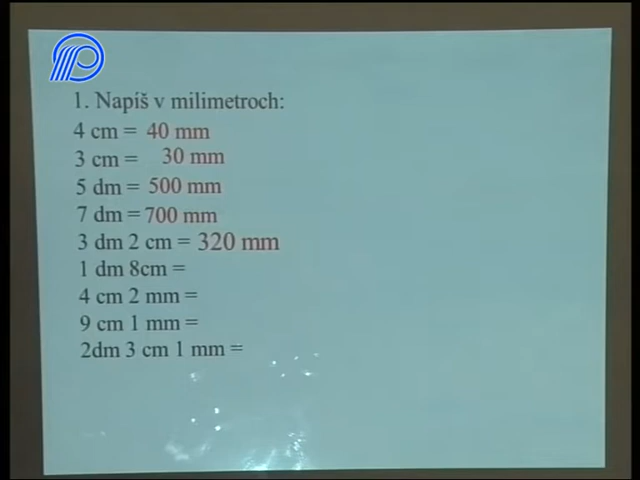 1. Napíš v milimetroch:
4 cm = 40 mm
3 cm = 30 mm
5 dm = 500 mm
7 dm = 700 mm
3 dm 2 cm = 320 mm
1 dm 8cm =
4 cm 2 mm =
9 cm 1 mm =
2dm 3 cm 1 mm =